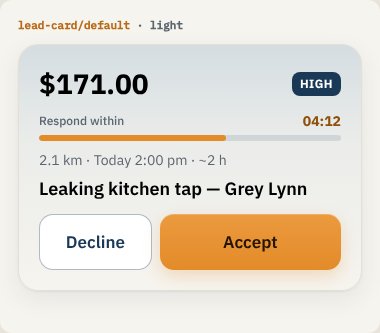 lead-card/default · light
$171.00 HIGH
Respond within 04:12
2.1 km · Today 2:00 pm · ~2 h
Leaking kitchen tap — Grey Lynn
Decline Accept